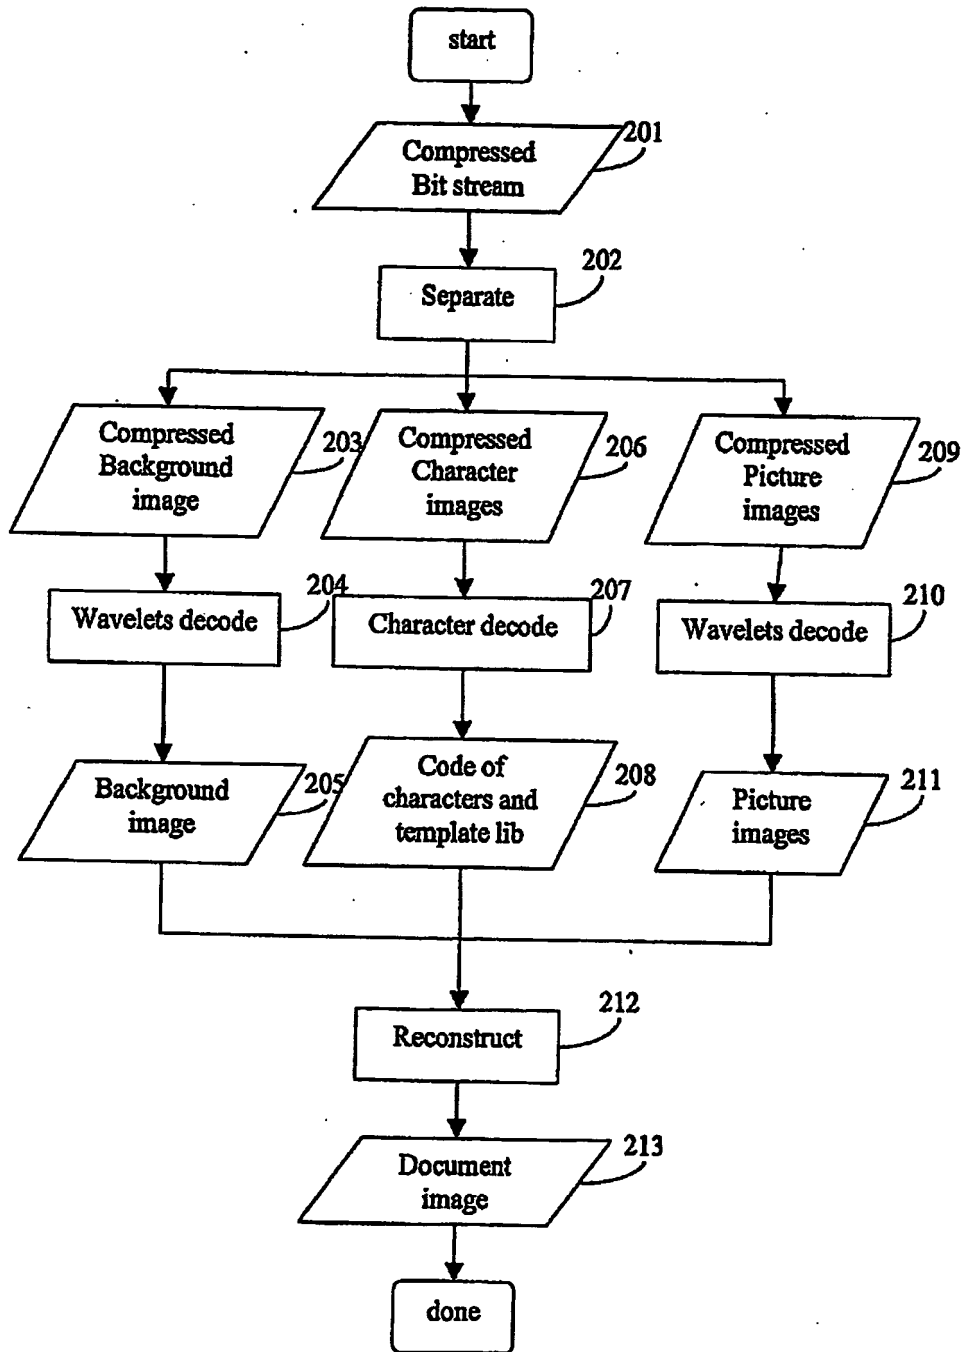 start
201
Compressed
Bit stream
202
Separate
Compressed
Background
image
203
Compressed
Character
images
206
Compressed
Picture
images
209
Wavelets decode
204
Character decode
207
Wavelets decode
210
Background
image
205
Code of
characters and
template lib
208
Picture
images
211
Reconstruct
212
Document
image
213
done